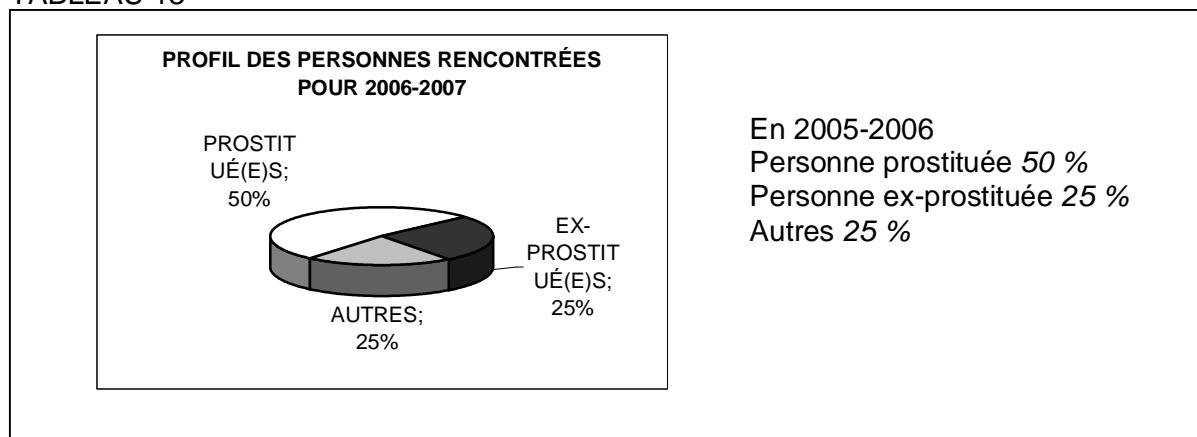 PROFIL DES PERSONNES RENCONTRÉES
POUR 2006-2007
PROSTIT
UÉ(E)S;
50%
EX-
PROSTIT
UÉ(E)S;
25%
AUTRES;
25%
En 2005-2006
Personne prostituée 50 %
Personne ex-prostituée 25 %
Autres 25 %